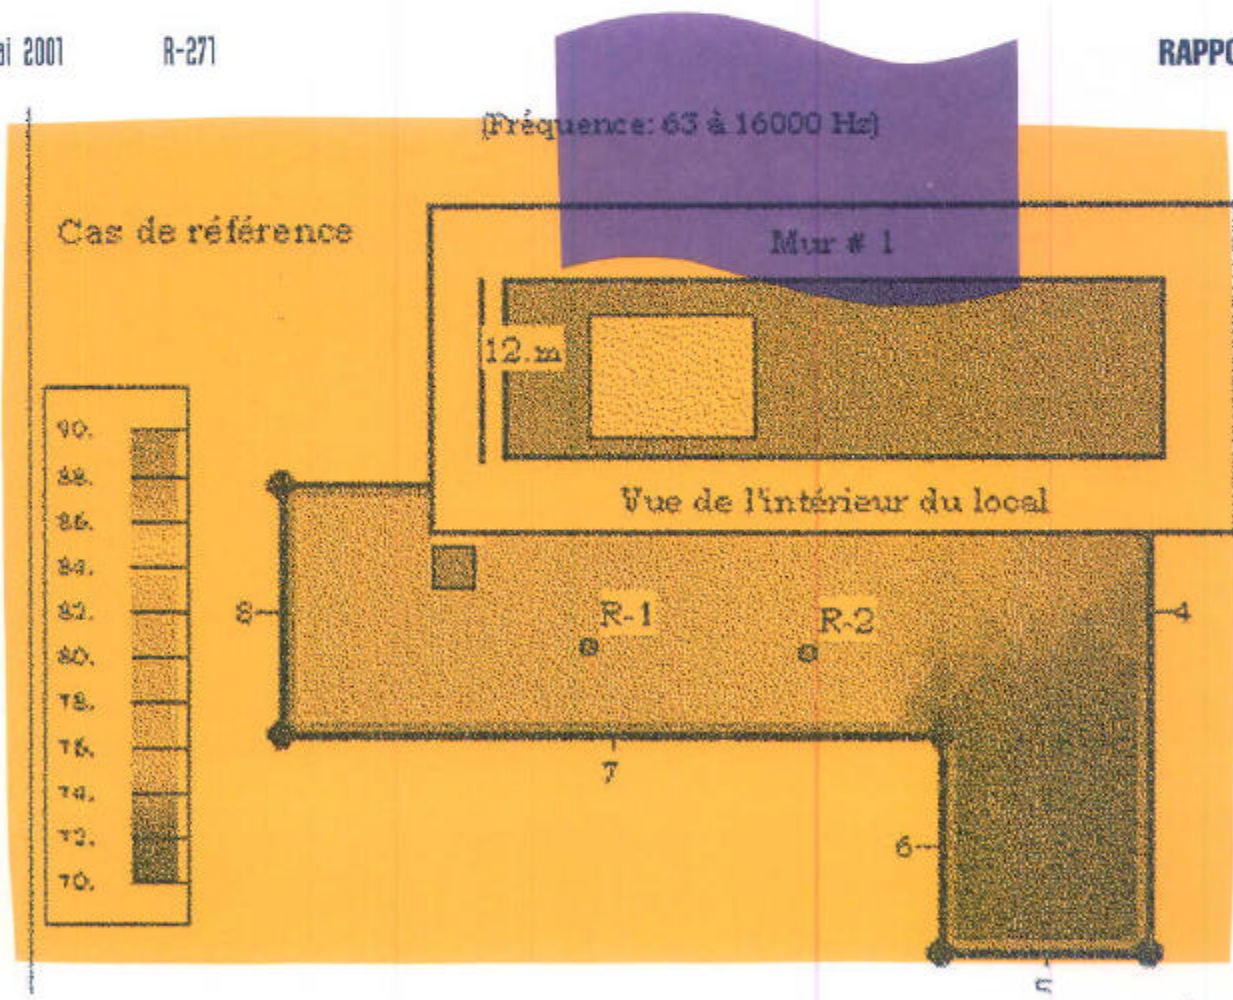 2001 R-271 RAPPO
(Fréquence: 63 à 16000 Hz)
Cas de référence
Mur # 1
12.m
Vue de l'intérieur du local
90.
88.
86.
84.
82.
80.
78.
76.
74.
72.
70.
R-1
R-2
8
4
7
6
5